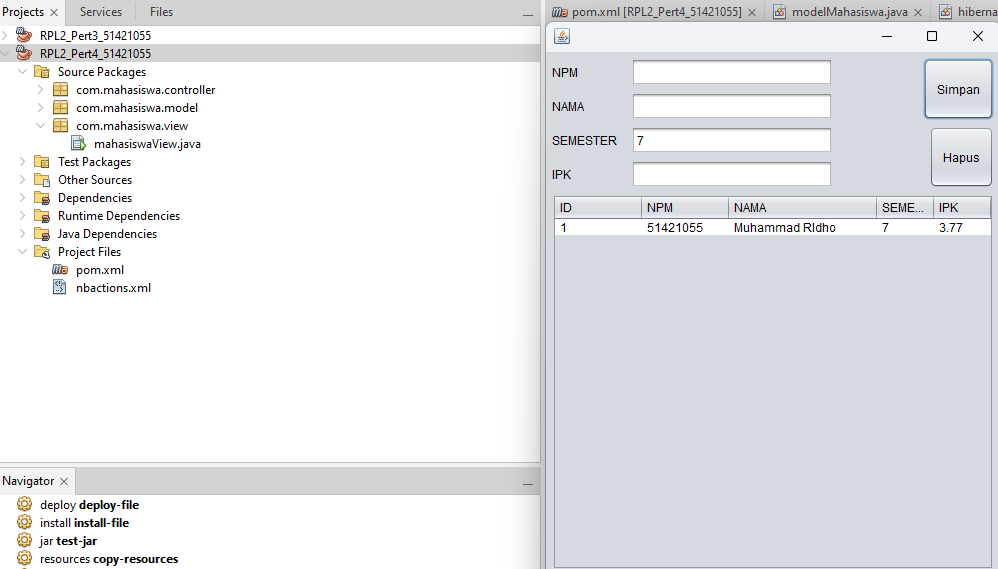 Projects Services Files
RPL2_Pert3_51421055
RPL2_Pert4_51421055
Source Packages
com.mahasiswa.controller
com.mahasiswa.model
com.mahasiswa.view
mahasiswaView.java
Test Packages
Other Sources
Dependencies
Runtime Dependencies
Java Dependencies
Project Files
pom.xml
nbactions.xml
Navigator
deploy deploy-file
install install-file
jar test-jar
resources copy-resources
pom.xml [RPL2_Pert4_51421055] modelMahasiswa.java hiberna
NPM
NAMA
SEMESTER 7
IPK
Simpan
Hapus
ID NPM NAMA SEME... IPK
1 51421055 Muhammad RIdho 7 3.77